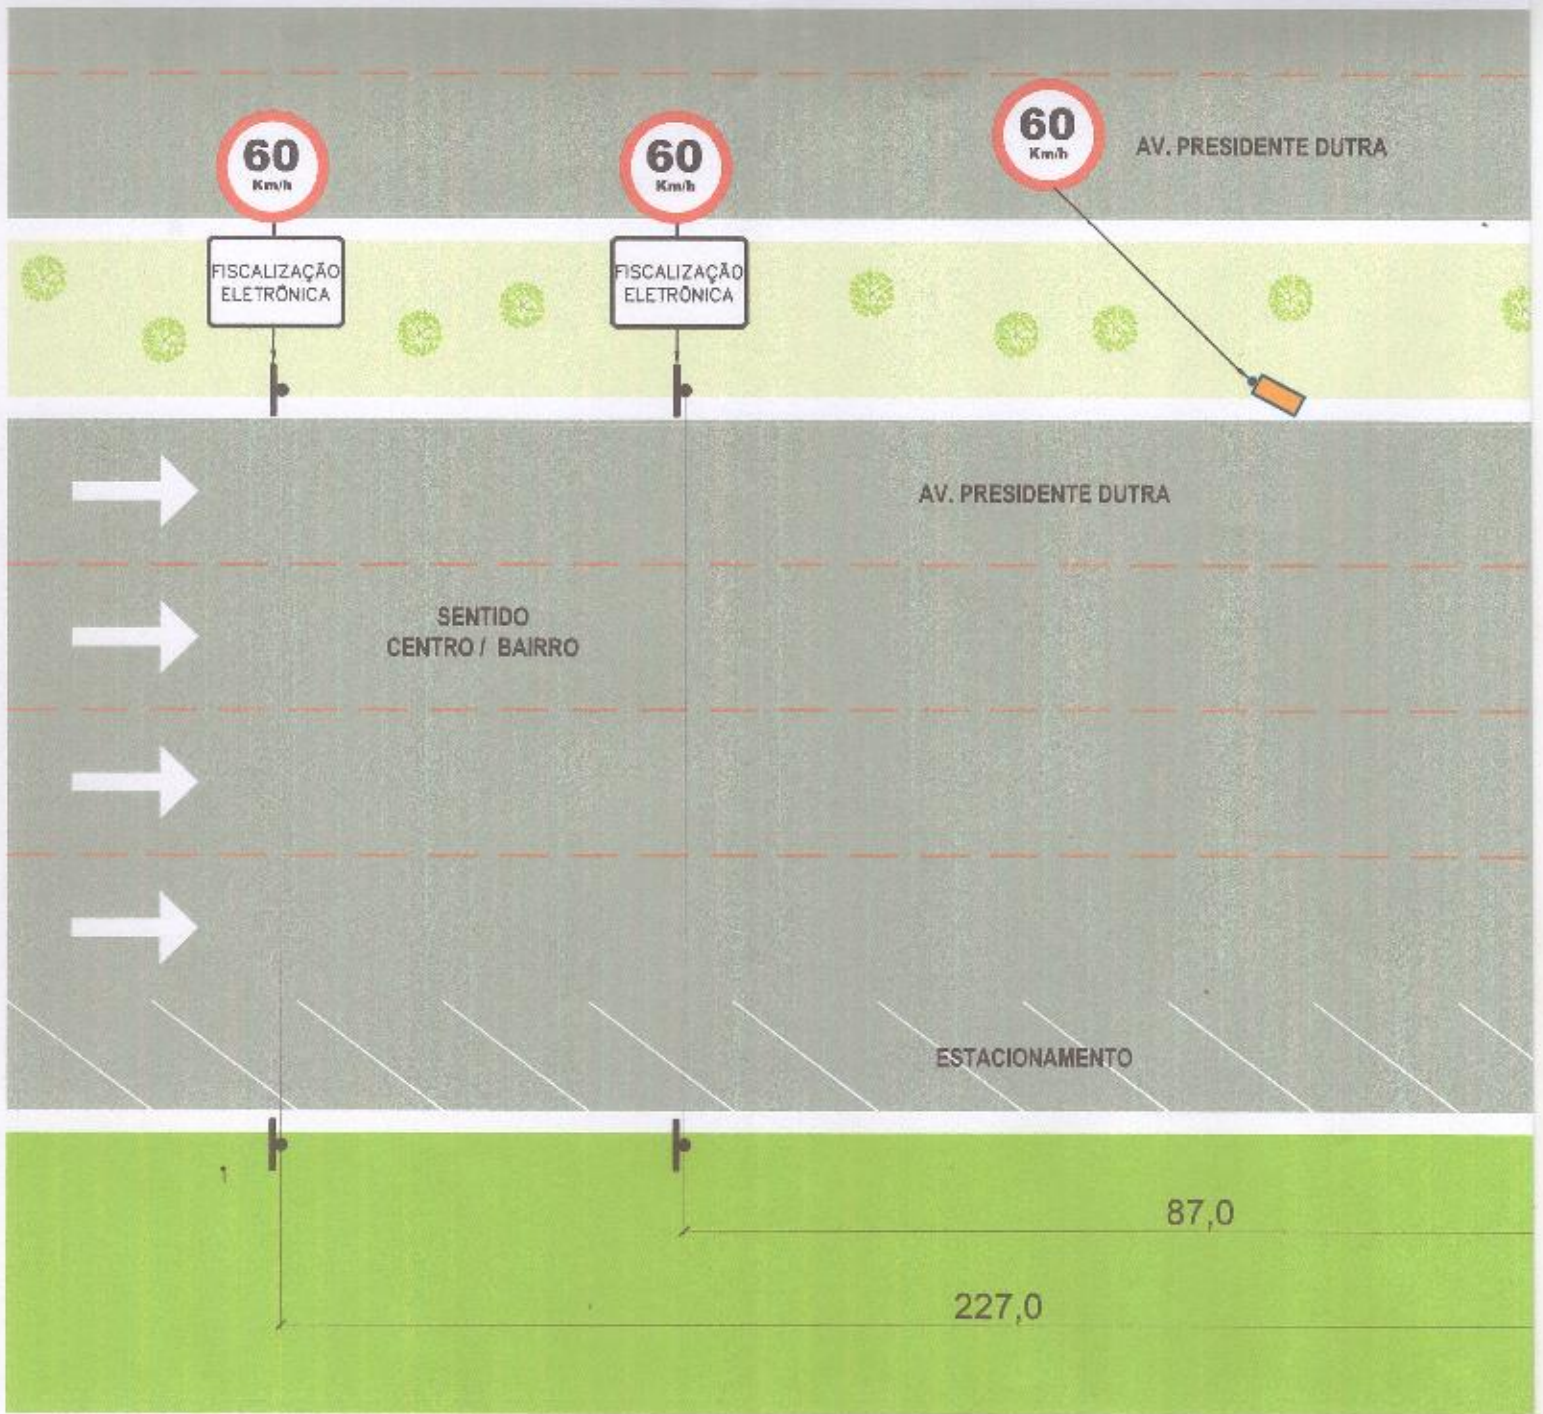 60
Km/h
60
Km/h
60
Km/h
AV. PRESIDENTE DUTRA
FISCALIZAÇÃO
ELETRÔNICA
FISCALIZAÇÃO
ELETRÔNICA
AV. PRESIDENTE DUTRA
SENTIDO
CENTRO / BAIRRO
ESTACIONAMENTO
87,0
227,0